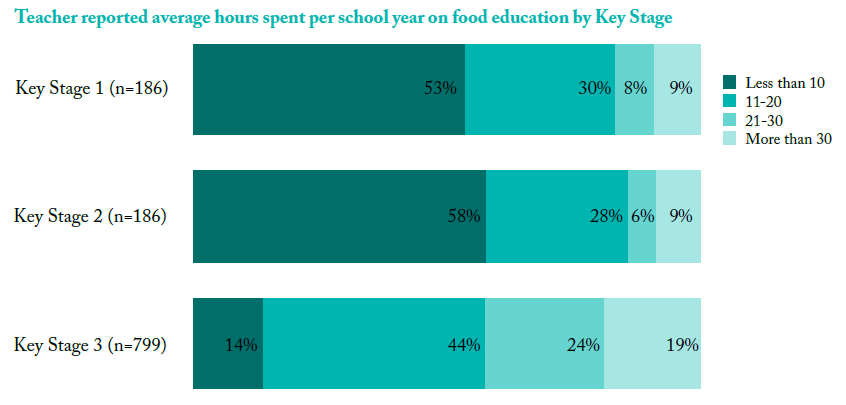 Teacher reported average hours spent per school year on food education by Key Stage
Key Stage 1 (n=186)
53%
30%
8%
9%
Less than 10
11-20
21-30
More than 30
Key Stage 2 (n=186)
58%
28%
6%
9%
Key Stage 3 (n=799)
14%
44%
24%
19%